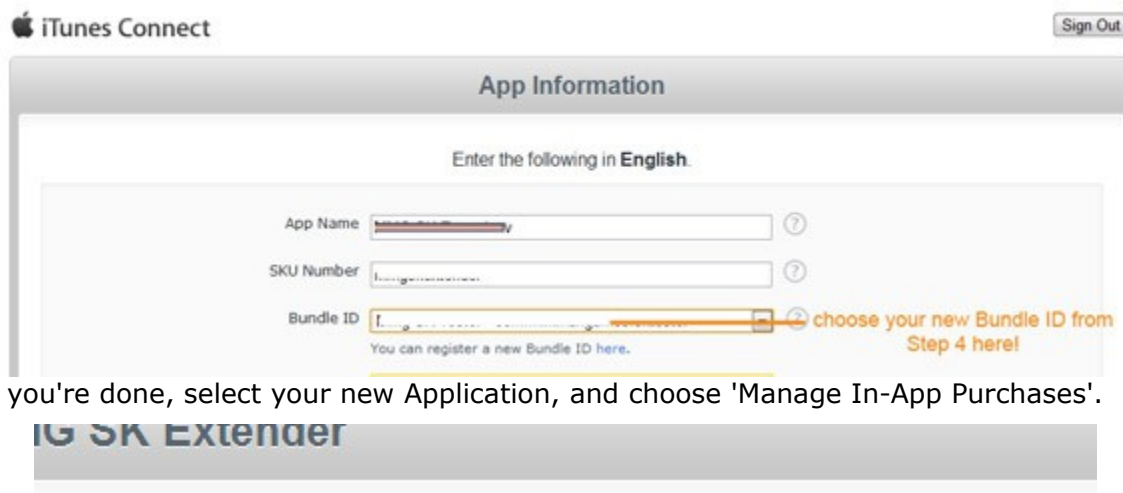 iTunes Connect
Sign Out
App Information
Enter the following in English.
App Name
?
SKU Number
?
Bundle ID
? choose your new Bundle ID from
Step 4 here!
You can register a new Bundle ID here.
you're done, select your new Application, and choose 'Manage In-App Purchases'.
SK Extender